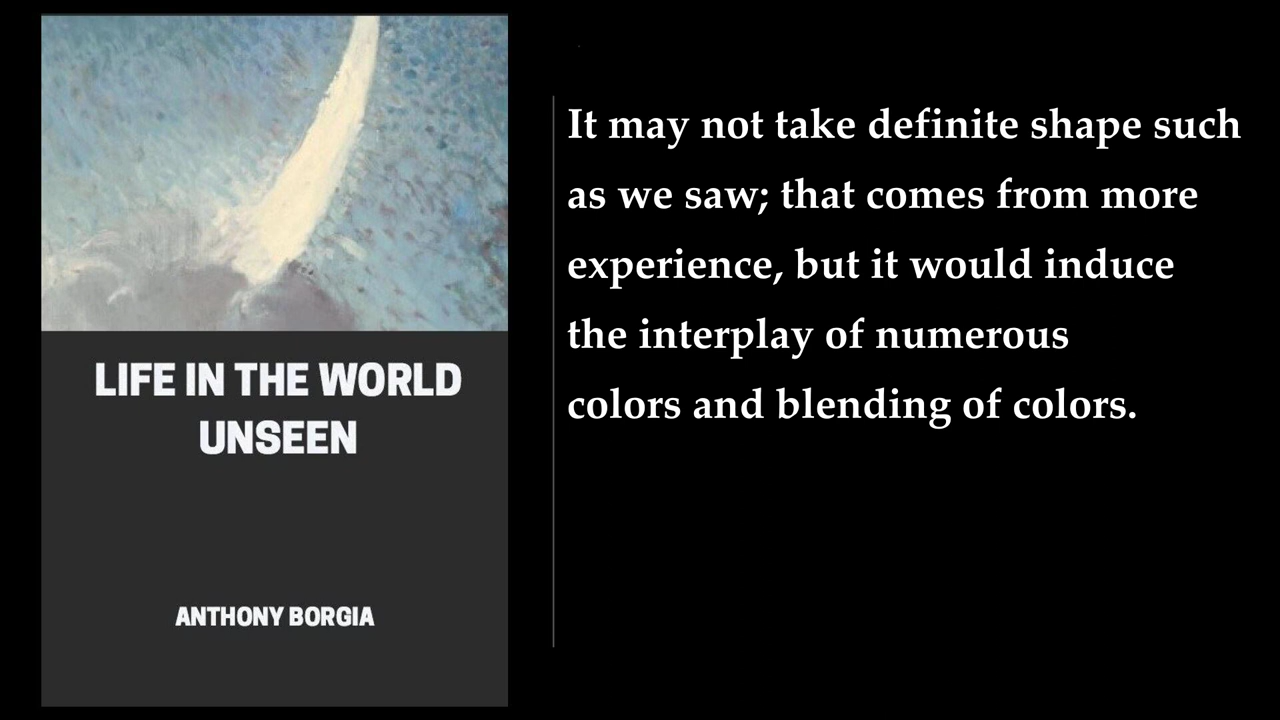 LIFE IN THE WORLD
UNSEEN
ANTHONY BORGIA
It may not take definite shape such
as we saw; that comes from more
experience, but it would induce
the interplay of numerous
colors and blending of colors.